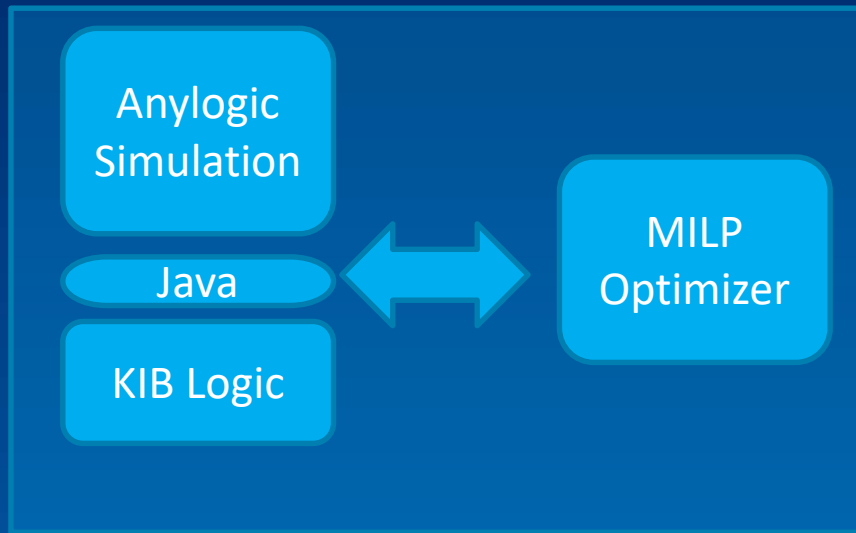 Anylogic
Simulation
Java
KIB Logic
MILP
Optimizer